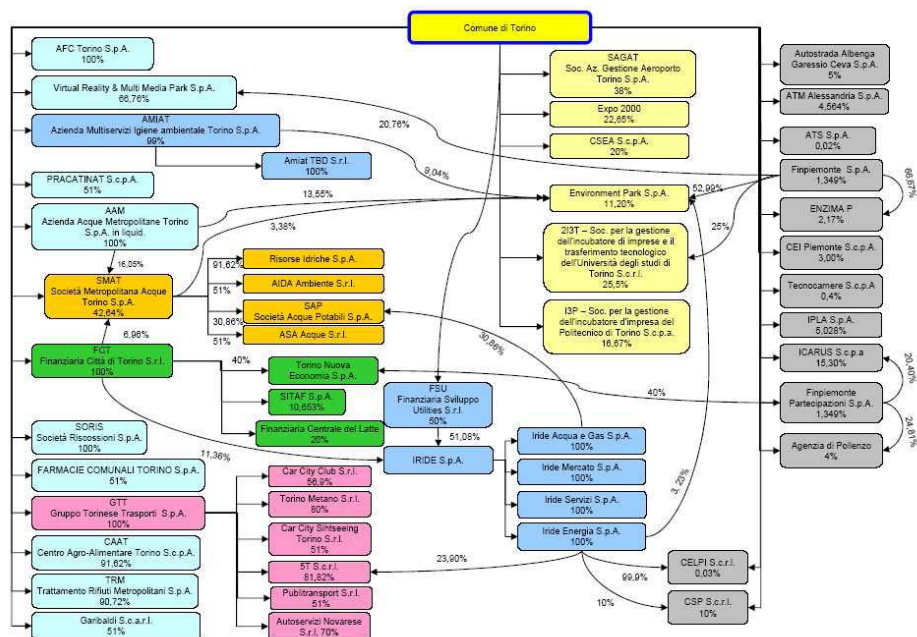 Comune di Torino
AFC Torino S.p.A.
100%
Virtual Reality & Multi Media Park S.p.A.
66,76%
AMIAT
Azienda Multiservizi Igiene ambientale Torino S.p.A.
99%
Amiat TBD S.r.l.
100%
PRACATINAT S.c.p.A.
51%
AAM
Azienda Acque Metropolitane Torino
S.p.A. in liquid.
100%
16,05%
SMAT
Società Metropolitana Acque
Torino S.p.A.
42,64%
6,96%
FCT
Finanziaria Città di Torino S.r.l.
100%
SORIS
Società Riscossioni S.p.A.
100%
11,36%
FARMACIE COMUNALI TORINO S.p.A.
51%
GTT
Gruppo Torinese Trasporti S.p.A.
100%
CAAT
Centro Agro-Alimentare Torino S.c.p.A.
91,62%
TRM
Trattamento Rifiuti Metropolitani S.p.A.
90,72%
Garibaldi S.c.a.r.l.
51%
20,76%
9,04%
13,55%
3,38%
91,62%
Risorse Idriche S.p.A.
51%
AIDA Ambiente S.r.l.
30,86%
SAP
Società Acque Potabili S.p.A.
51%
ASA Acque S.r.l.
40%
Torino Nuova
Economia S.p.A.
SITAF S.p.A.
10,653%
Finanziaria Centrale del Latte
20%
Car City Club S.r.l.
56,9%
Torino Metano S.r.l.
80%
Car City Sihtseeing
Torino S.r.l.
51%
5T S.c.r.l.
81,82%
Publitransport S.r.l.
51%
Autoservizi Novarese
S.r.l. 70%
SAGAT
Soc. Az. Gestione Aeroporto
Torino S.p.A.
38%
Expo 2000
22,65%
CSEA S.c.p.A.
20%
Environment Park S.p.A.
11,20%
52,99%
25%
2I3T – Soc. per la gestione
dell'incubatore di imprese e il
trasferimento tecnologico
dell'Università degli studi di
Torino S.c.r.l.
25,5%
I3P – Soc. per la gestione
dell'incubatore d'impresa del
Politecnico di Torino S.c.p.a.
16,67%
30,86%
40%
FSU
Finanziaria Sviluppo
Utilities S.r.l.
50%
51,08%
IRIDE S.p.A.
Iride Acqua e Gas S.p.A.
100%
Iride Mercato S.p.A.
100%
Iride Servizi S.p.A.
100%
Iride Energia S.p.A.
100%
3, 23%
23,90%
99,9%
10%
CELPI S.c.r.l.
0,03%
CSP S.c.r.l.
10%
Autostrada Albenga
Garessio Ceva S.p.A.
5%
ATM Alessandria S.p.A.
4,564%
ATS S.p.A.
0,02%
Finpiemonte S.p.A.
1,349%
66,67%
ENZIMA P
2,17%
CEI Piemonte S.c.p.A.
3,00%
Tecnocamere S.c.p.A
0,4%
IPLA S.p.A.
5,028%
ICARUS S.c.p.a
15,30%
20,40%
Finpiemonte
Partecipazioni S.p.A.
1,349%
24,81%
Agenzia di Pollenzo
4%